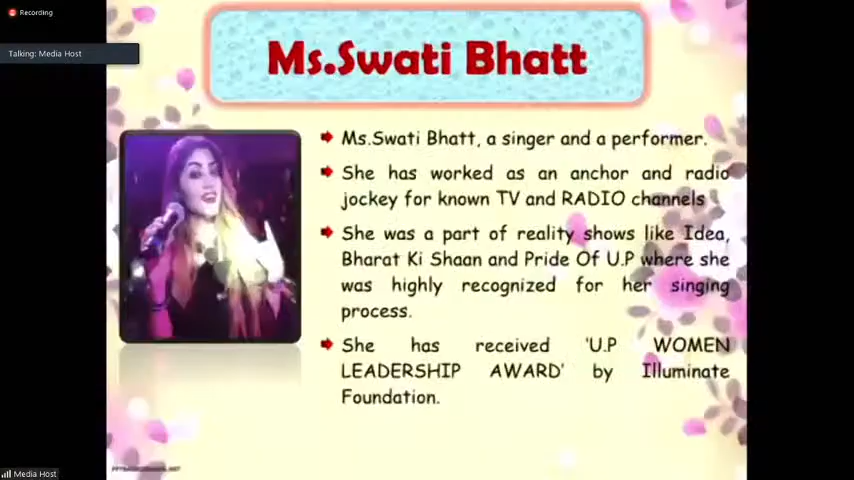 Recording
Talking: Media Host
Ms.Swati Bhatt
Ms.Swati Bhatt, a singer and a performer.
She has worked as an anchor and radio
jockey for known TV and RADIO channels
She was a part of reality shows like Idea,
Bharat Ki Shaan and Pride Of U.P where she
was highly recognized for her singing
process.
She has received 'U.P WOMEN
LEADERSHIP AWARD' by Illuminate
Foundation.
Media Host